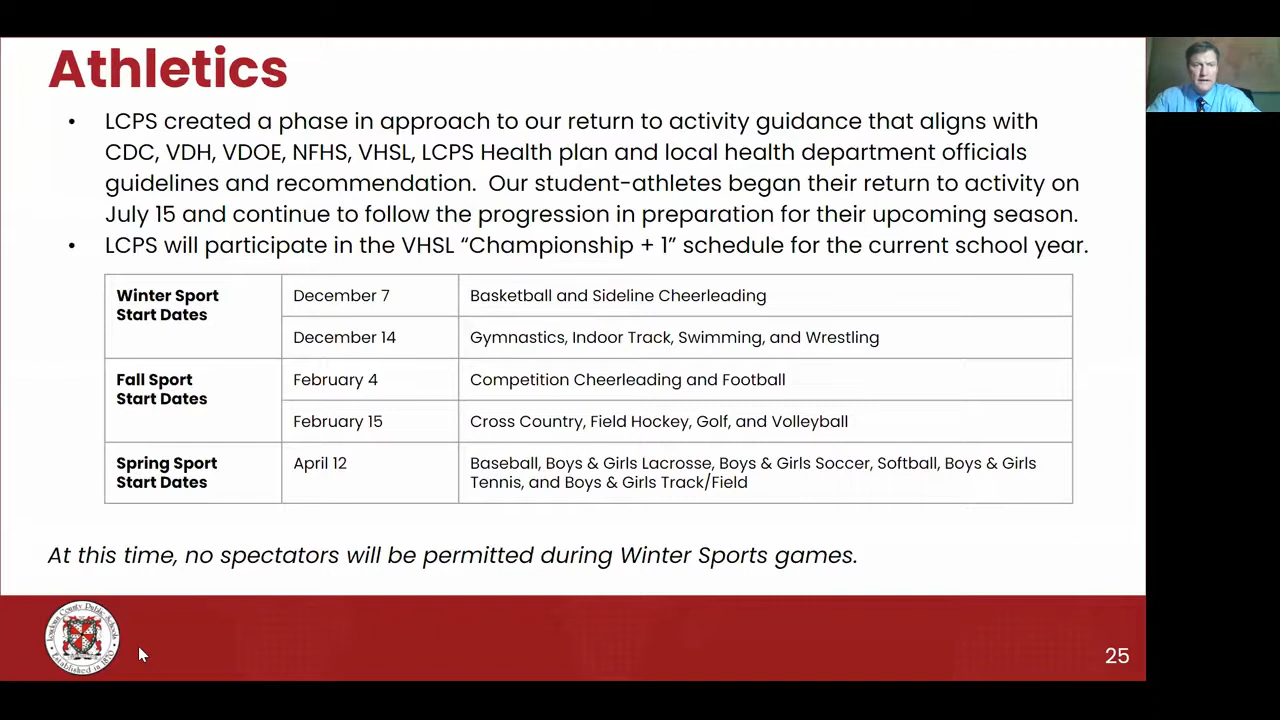 Athletics
• LCPS created a phase in approach to our return to activity guidance that aligns with
CDC, VDH, VDOE, NFHS, VHSL, LCPS Health plan and local health department officials
guidelines and recommendation.  Our student-athletes began their return to activity on
July 15 and continue to follow the progression in preparation for their upcoming season.
• LCPS will participate in the VHSL “Championship + 1” schedule for the current school year.
Winter Sport
Start Dates
December 7
Basketball and Sideline Cheerleading
December 14
Gymnastics, Indoor Track, Swimming, and Wrestling
Fall Sport
Start Dates
February 4
Competition Cheerleading and Football
February 15
Cross Country, Field Hockey, Golf, and Volleyball
Spring Sport
Start Dates
April 12
Baseball, Boys & Girls Lacrosse, Boys & Girls Soccer, Softball, Boys & Girls
Tennis, and Boys & Girls Track/Field
At this time, no spectators will be permitted during Winter Sports games.
Loudoun County Public Schools
Established in 1870
25